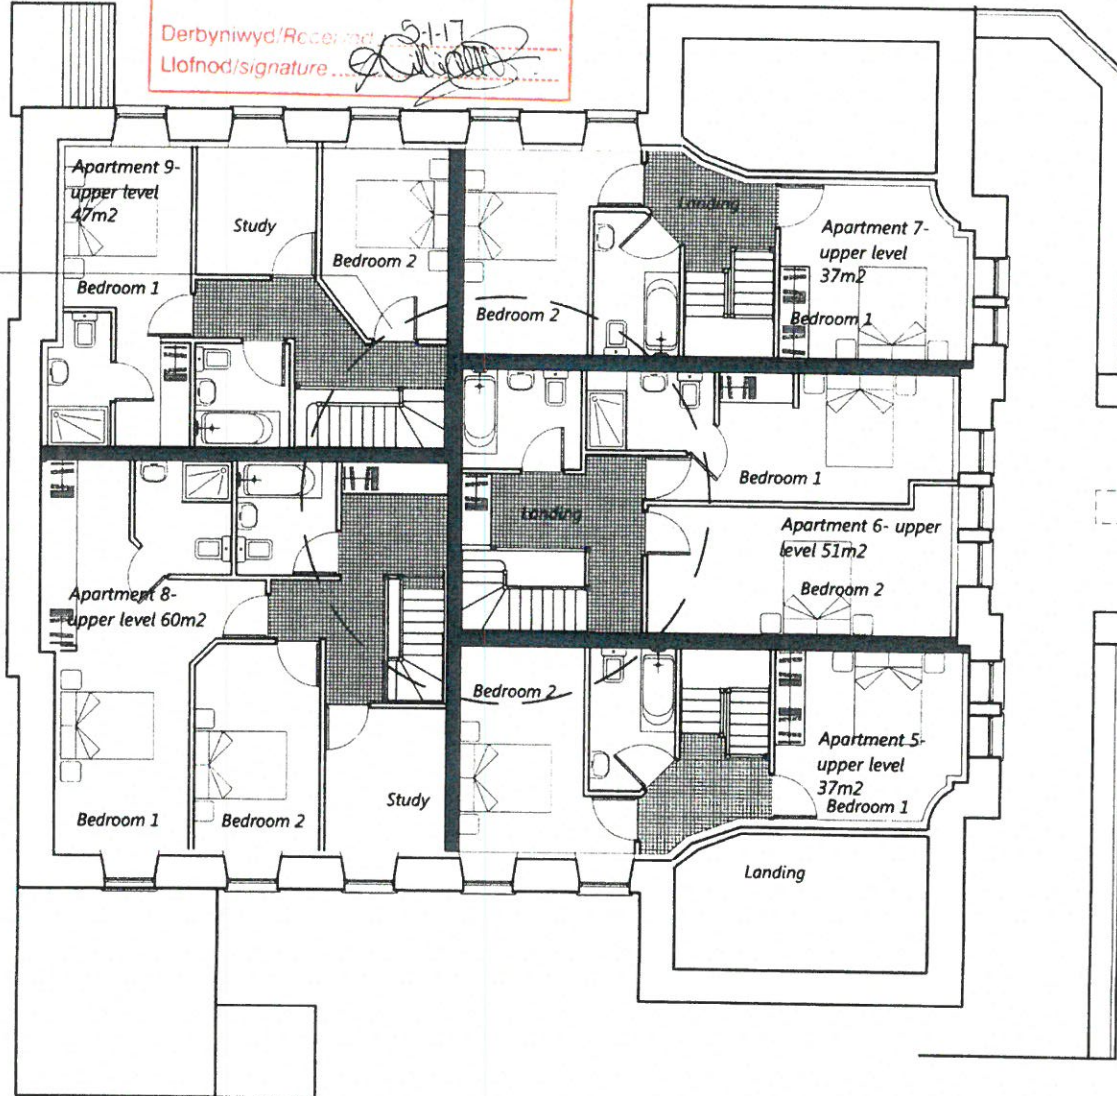 Derbyniwyd/Received 5-1-17
Llofnod/signature
Apartment 9-
upper level
47m2
Study
Bedroom 1
Bedroom 2
Bedroom 2
Landing
Apartment 7-
upper level
37m2
Bedroom 1
Bedroom 1
Landing
Apartment 6- upper
level 51m2
Bedroom 2
Apartment 8-
upper level 60m2
Bedroom 1
Bedroom 2
Study
Bedroom 2
Apartment 5-
upper level
37m2
Bedroom 1
Landing